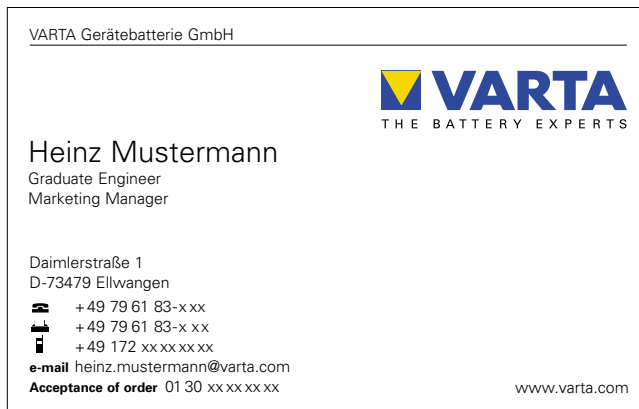 VARTA Gerätebatterie GmbH
VARTA
THE BATTERY EXPERTS
Heinz Mustermann
Graduate Engineer
Marketing Manager
Daimlerstraße 1
D-73479 Ellwangen
+49 79 61 83-x xx
+49 79 61 83-x xx
+49 172 xx xx xx xx
e-mail heinz.mustermann@varta.com
Acceptance of order 01 30 xx xx xx xx
www.varta.com